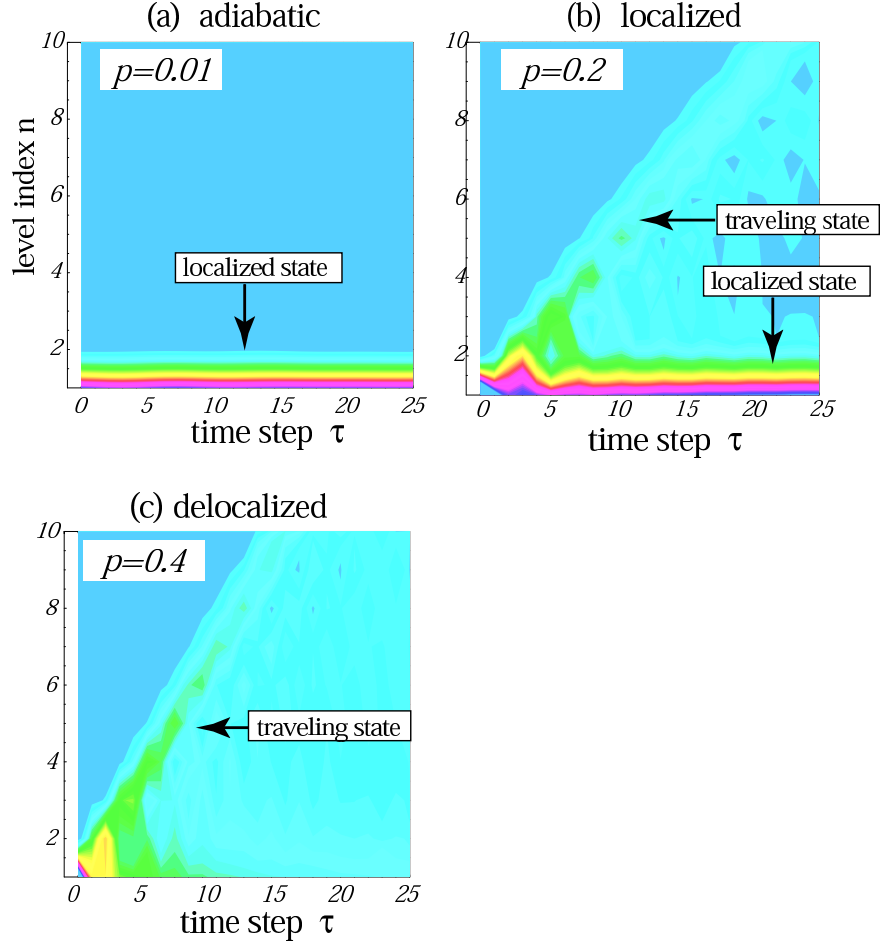 (a) adiabatic
p=0.01
level index n
10
8
6
4
2
localized state
0 5 10 15 20 25
time step τ
(b) localized
p=0.2
10
8
6
4
2
traveling state
localized state
0 5 10 15 20 25
time step τ
(c) delocalized
p=0.4
10
8
6
4
2
traveling state
0 5 10 15 20 25
time step τ